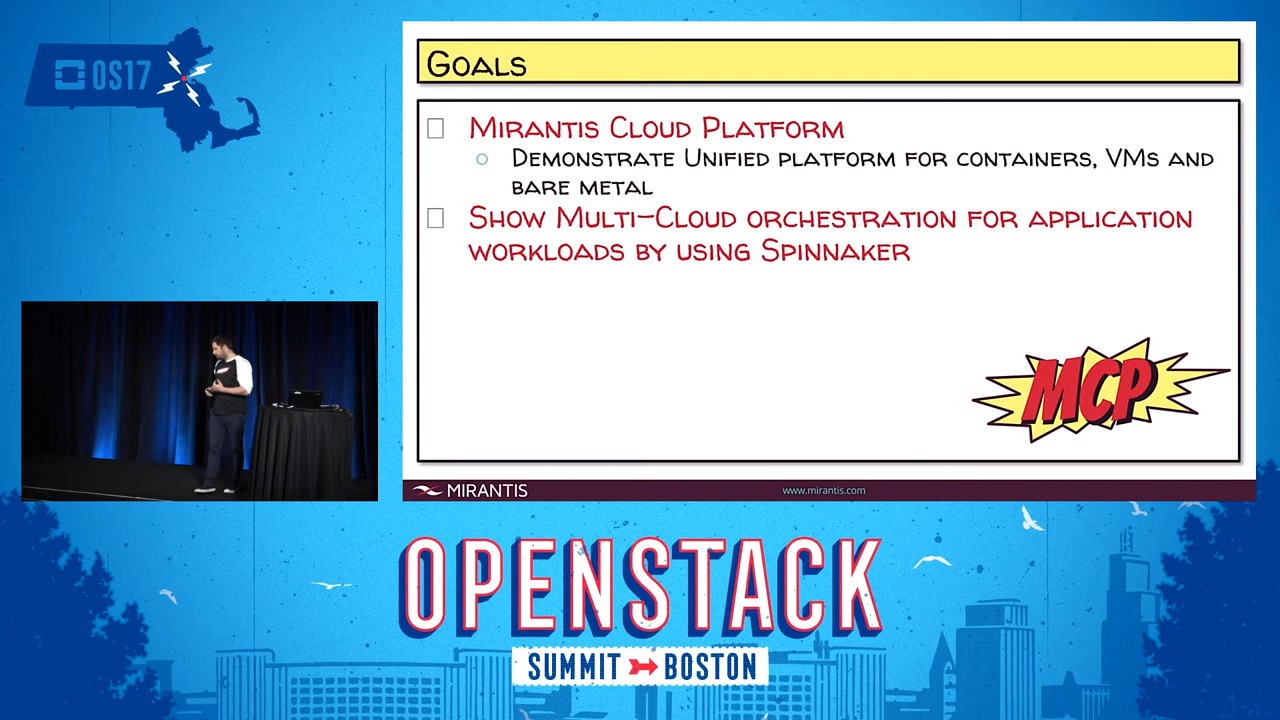 OS17
GOALS
MIRANTIS CLOUD PLATFORM
DEMONSTRATE UNIFIED PLATFORM FOR CONTAINERS, VMS AND
BARE METAL
SHOW MULTI-CLOUD ORCHESTRATION FOR APPLICATION
WORKLOADS BY USING SPINNAKER
MCP
MIRANTIS
www.mirantis.com
OPENSTACK
SUMMIT BOSTON